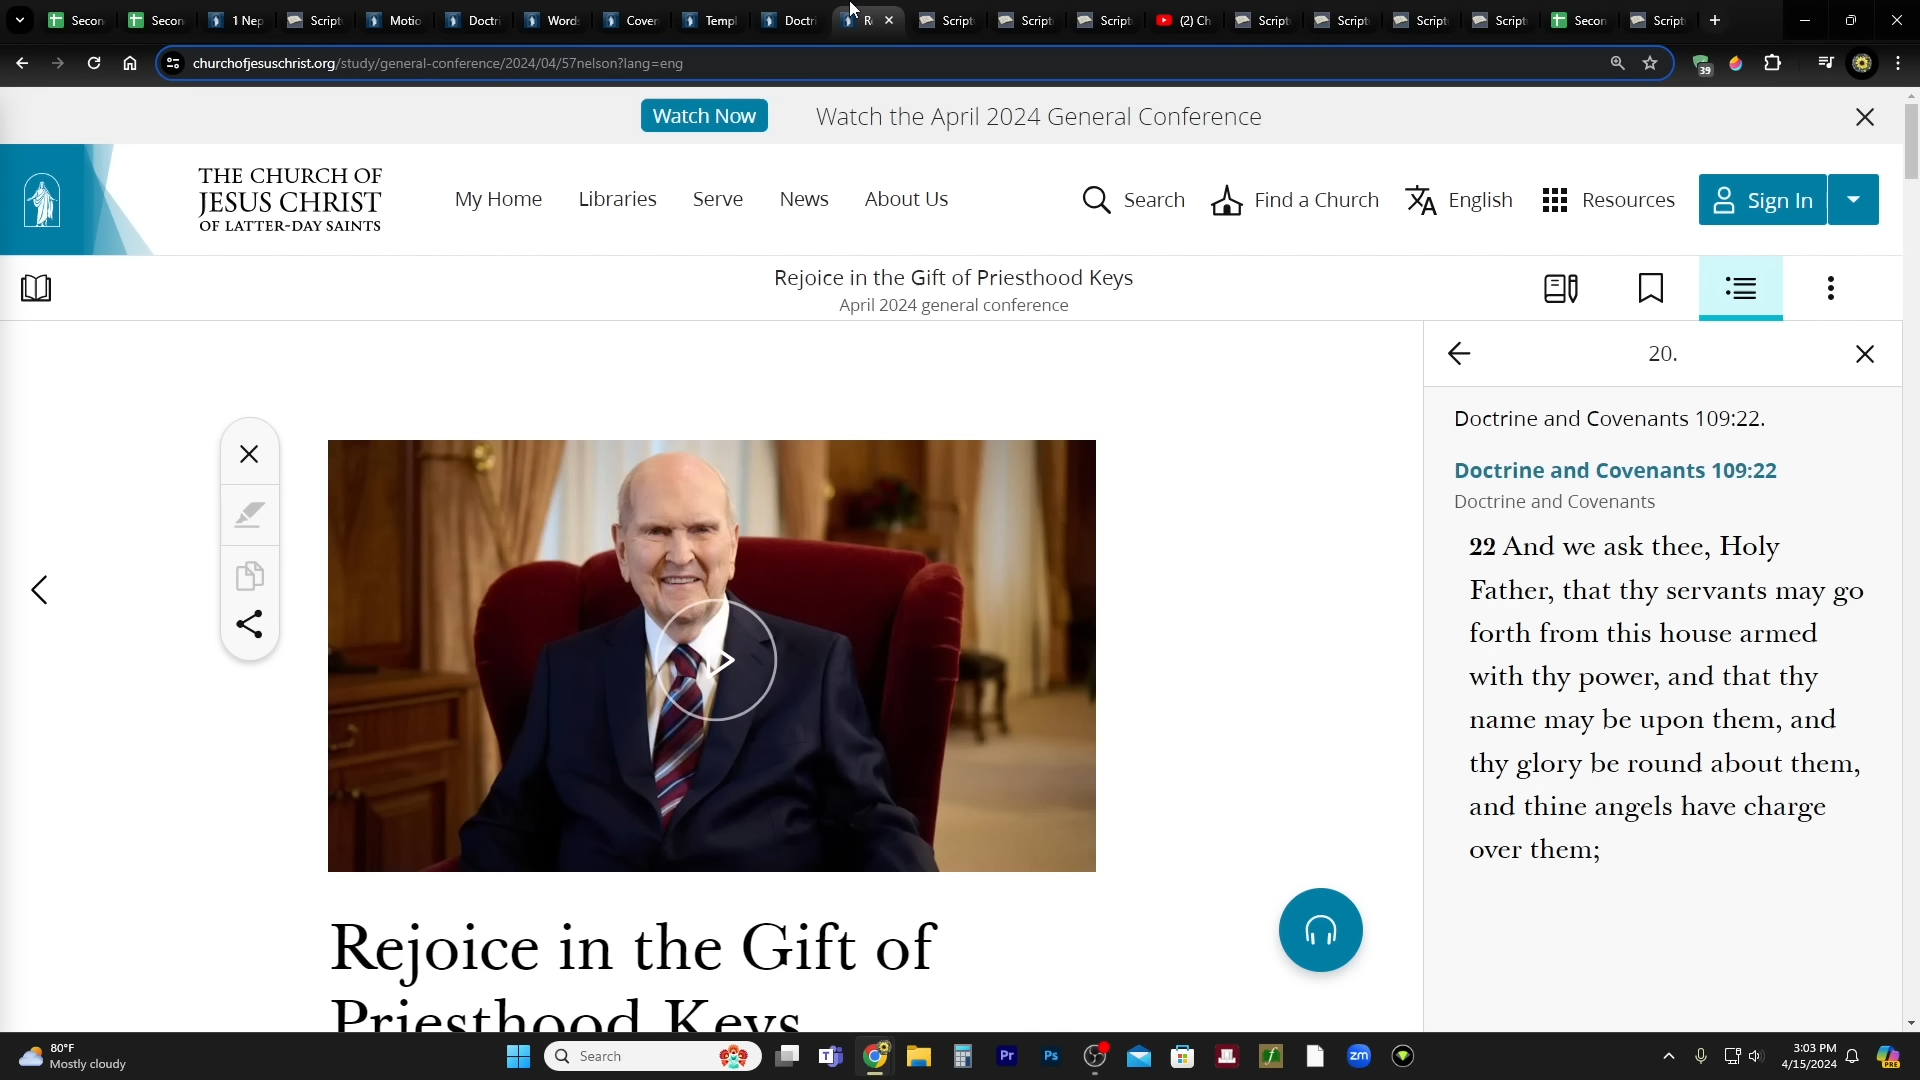 Secon
Secon
1 Nep
Script
Motio
Doctri
Word
Cover
Templ
Doctri
Script
Script
Script
(2) Ch
Script
Script
Script
Script
Secon
Script
churchofjesuschrist.org/study/general-conference/2024/04/57nelson?lang=eng
39
Watch Now
Watch the April 2024 General Conference
THE CHURCH OF
JESUS CHRIST
OF LATTER-DAY SAINTS
My Home
Libraries
Serve
News
About Us
Search
Find a Church
English
Resources
Sign In
Rejoice in the Gift of Priesthood Keys
April 2024 general conference
20.
Doctrine and Covenants 109:22.
Doctrine and Covenants 109:22
Doctrine and Covenants
22 And we ask thee, Holy
Father, that thy servants may go
forth from this house armed
with thy power, and that thy
name may be upon them, and
thy glory be round about them,
and thine angels have charge
over them;
Rejoice in the Gift of
Priesthood Keys
80°F
Mostly cloudy
Search
Pr
Ps
zm
3:03 PM
4/15/2024
PRE